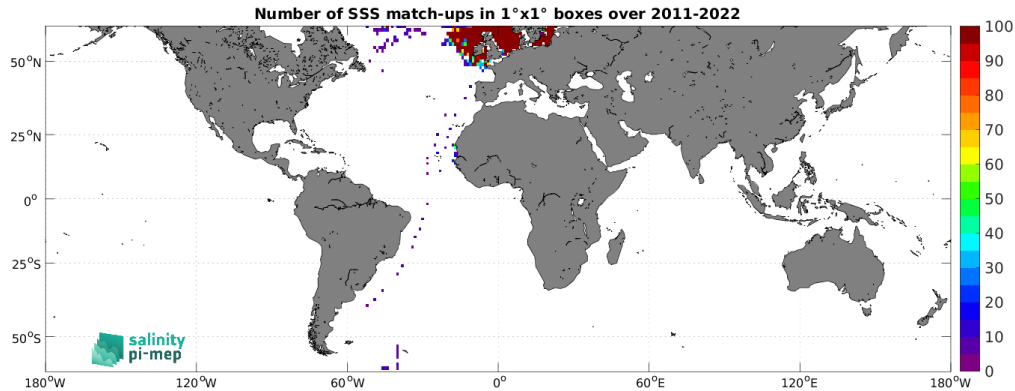 Number of SSS match-ups in 1°x1° boxes over 2011-2022
100
90
50°N
80
70
25°N
60
0°
50
40
25°S
30
20
50°S
salinity
pi-mep
10
0
180°W 120°W 60°W 0° 60°E 120°E 180°W